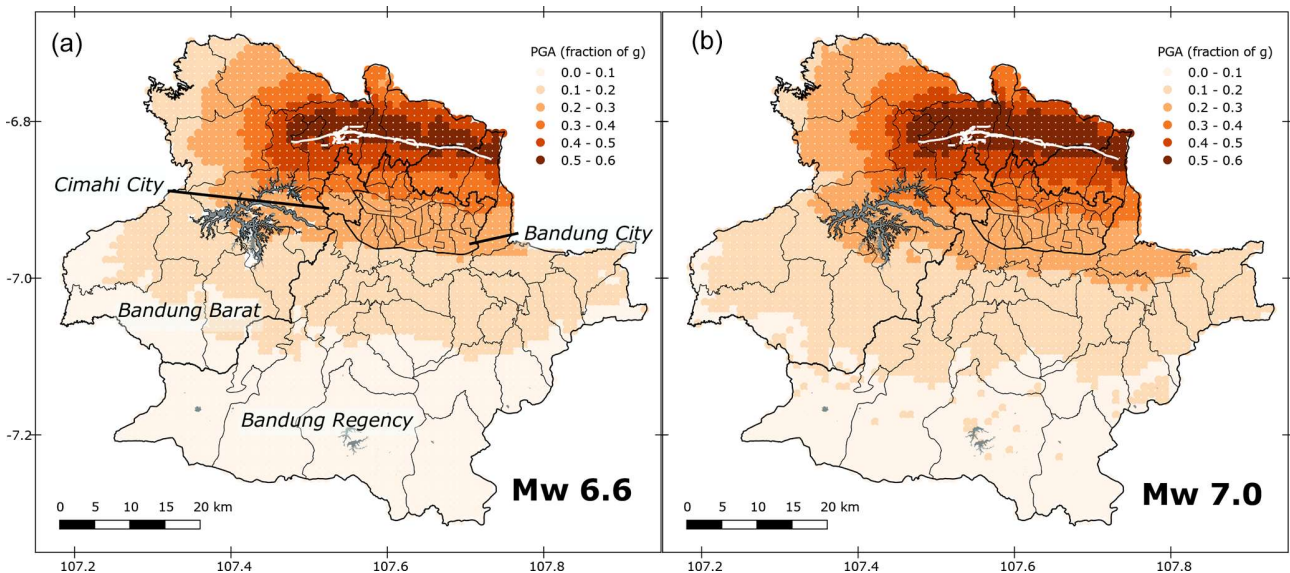 (a)
PGA (fraction of g)
0.0 - 0.1
0.1 - 0.2
0.2 - 0.3
0.3 - 0.4
0.4 - 0.5
0.5 - 0.6
-6.8
-7.0
-7.2
Cimahi City
Bandung City
Bandung Barat
Bandung Regency
Mw 6.6
0 5 10 15 20 km
107.2 107.4 107.6 107.8
(b)
PGA (fraction of g)
0.0 - 0.1
0.1 - 0.2
0.2 - 0.3
0.3 - 0.4
0.4 - 0.5
0.5 - 0.6
Mw 7.0
0 5 10 15 20 km
107.2 107.4 107.6 107.8